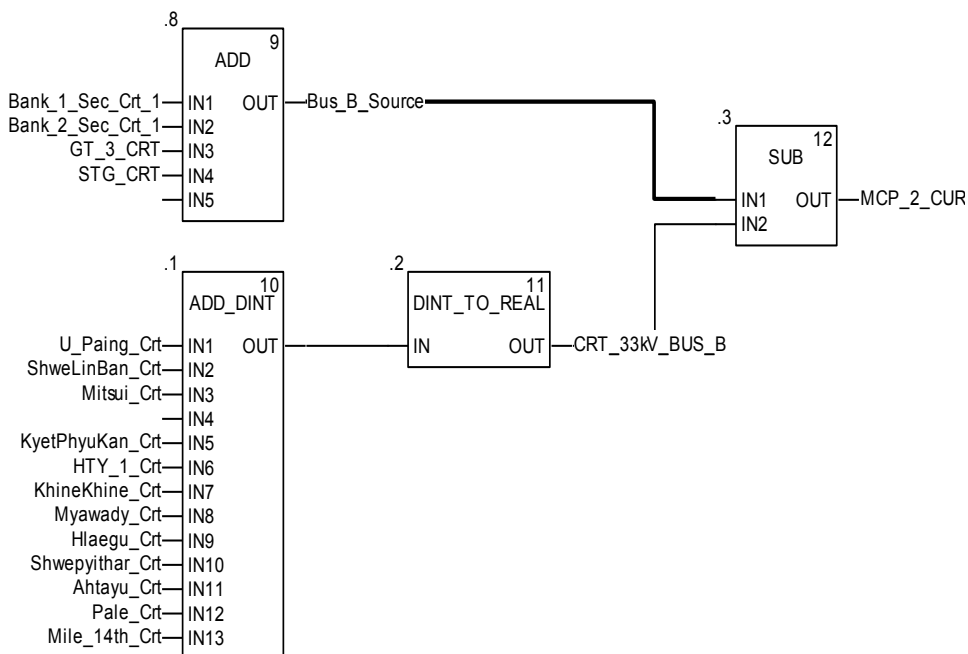 .8
9
ADD
Bank_1_Sec_Crt_1 IN1 OUT Bus_B_Source
Bank_2_Sec_Crt_1 IN2
GT_3_CRT IN3
STG_CRT IN4
IN5
.3
12
SUB
IN1 OUT MCP_2_CUR
IN2
.1
10
ADD_DINT
.2
11
DINT_TO_REAL
U_Paing_Crt IN1 OUT
IN OUT CRT_33kV_BUS_B
ShweLinBan_Crt IN2
Mitsui_Crt IN3
IN4
KyetPhyuKan_Crt IN5
HTY_1_Crt IN6
KhineKhine_Crt IN7
Myawady_Crt IN8
Hlaegu_Crt IN9
Shwepyithar_Crt IN10
Ahtayu_Crt IN11
Pale_Crt IN12
Mile_14th_Crt IN13